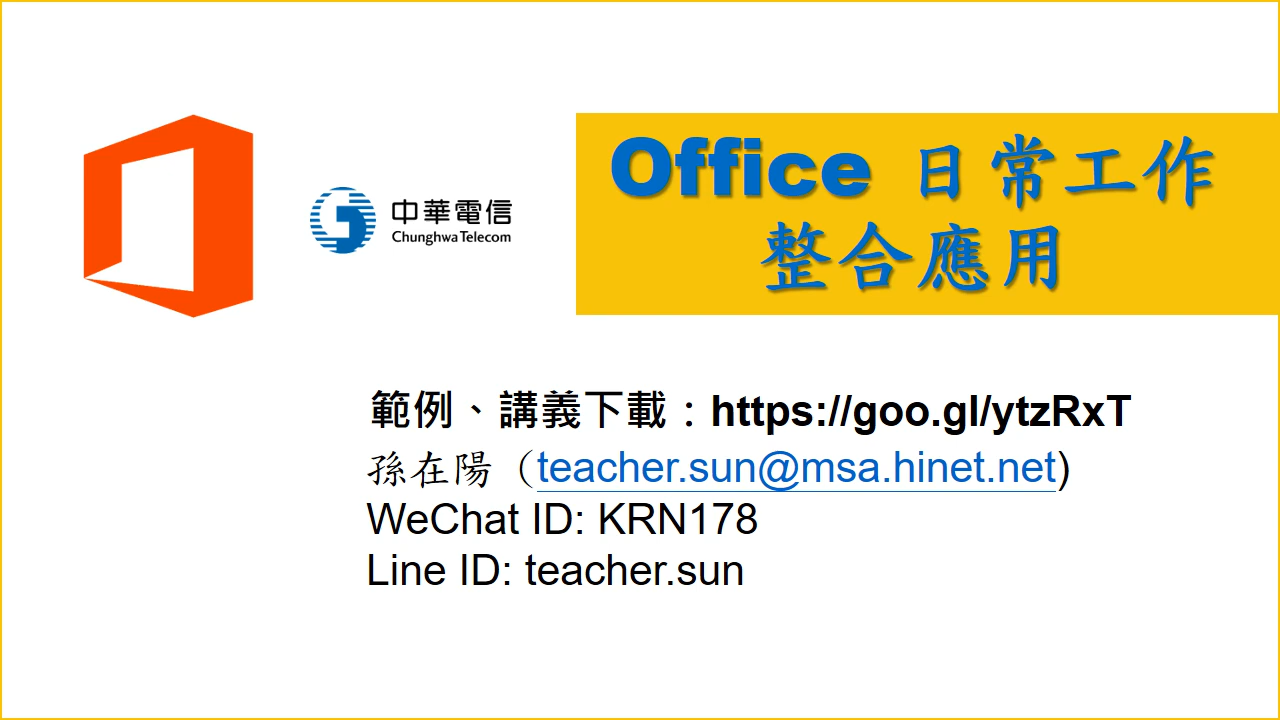 中華電信
Chunghwa Telecom
Office 日常工作
整合應用
範例、講義下載：https://goo.gl/ytzRxT
孫在陽（teacher.sun@msa.hinet.net)
WeChat ID: KRN178
Line ID: teacher.sun